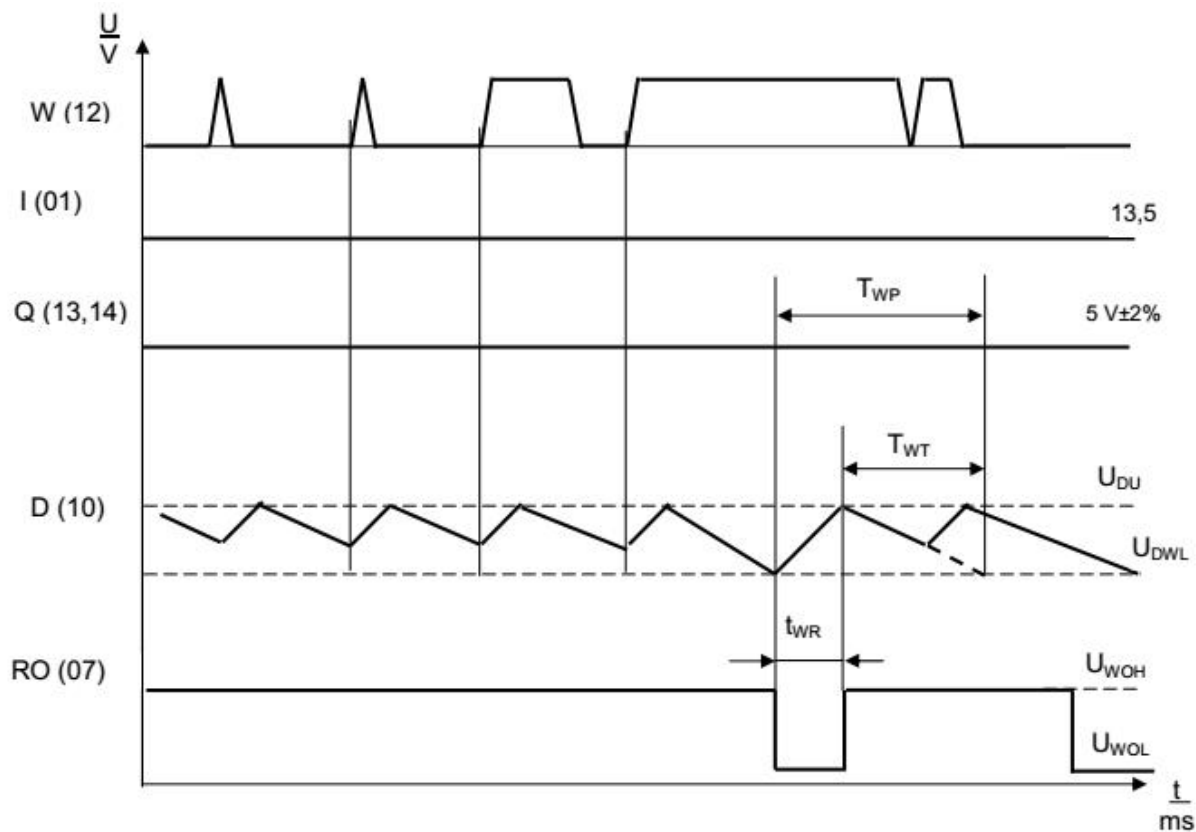 U
V
W (12)
I (01)
13,5
Q (13,14)
T_WP
5 V±2%
T_WT
U_DU
D (10)
U_DWL
t_WR
RO (07)
U_WOH
U_WOL
t
ms